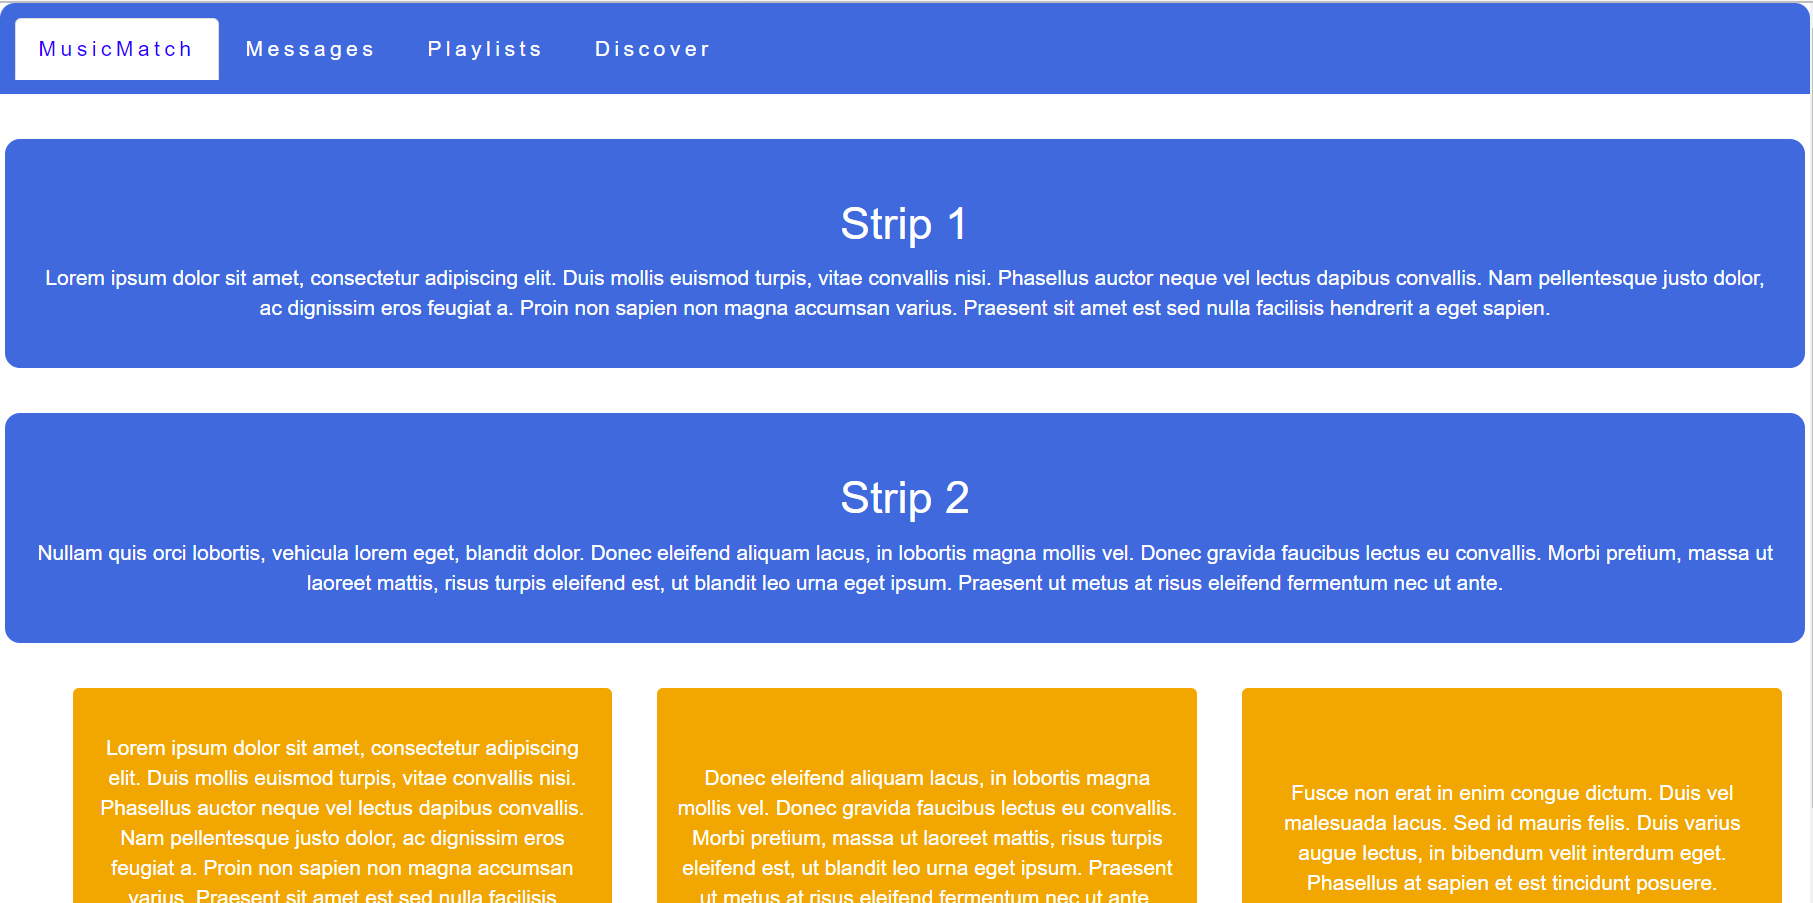 MusicMatch Messages Playlists Discover
Strip 1
Lorem ipsum dolor sit amet, consectetur adipiscing elit. Duis mollis euismod turpis, vitae convallis nisi. Phasellus auctor neque vel lectus dapibus convallis. Nam pellentesque justo dolor,
ac dignissim eros feugiat a. Proin non sapien non magna accumsan varius. Praesent sit amet est sed nulla facilisis hendrerit a eget sapien.
Strip 2
Nullam quis orci lobortis, vehicula lorem eget, blandit dolor. Donec eleifend aliquam lacus, in lobortis magna mollis vel. Donec gravida faucibus lectus eu convallis. Morbi pretium, massa ut
laoreet mattis, risus turpis eleifend est, ut blandit leo urna eget ipsum. Praesent ut metus at risus eleifend fermentum nec ut ante.
Lorem ipsum dolor sit amet, consectetur adipiscing
elit. Duis mollis euismod turpis, vitae convallis nisi.
Phasellus auctor neque vel lectus dapibus convallis.
Nam pellentesque justo dolor, ac dignissim eros
feugiat a. Proin non sapien non magna accumsan
varius. Praesent sit amet est sed nulla facilisis
Donec eleifend aliquam lacus, in lobortis magna
mollis vel. Donec gravida faucibus lectus eu convallis.
Morbi pretium, massa ut laoreet mattis, risus turpis
eleifend est, ut blandit leo urna eget ipsum. Praesent
ut metus at risus eleifend fermentum nec ut ante.
Fusce non erat in enim congue dictum. Duis vel
malesuada lacus. Sed id mauris felis. Duis varius
augue lectus, in bibendum velit interdum eget.
Phasellus at sapien et est tincidunt posuere.